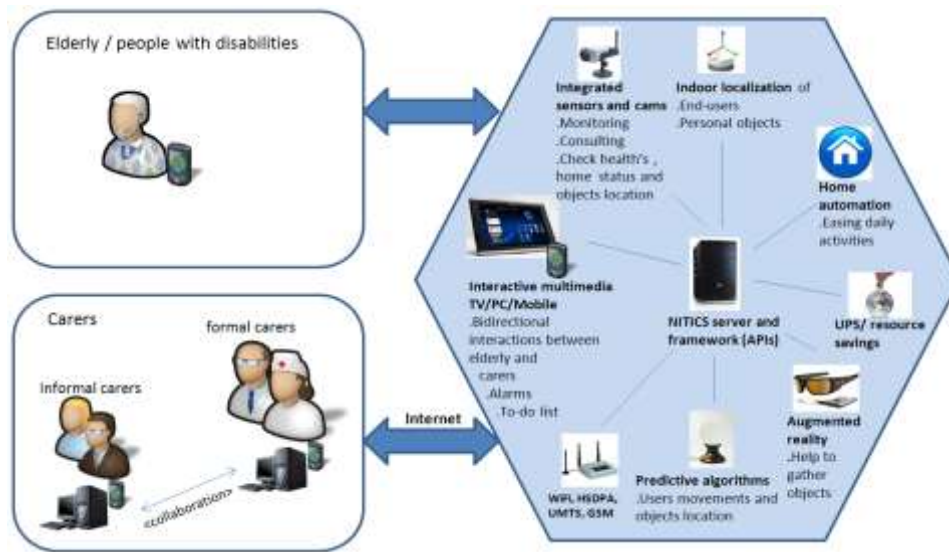 Elderly / people with disabilities
Carers
formal carers
Informal carers
<collaboration>
Internet
Integrated
sensors and cams
.Monitoring
.Consulting
.Check health's ,
home status and
objects location
Indoor localization of
.End-users
.Personal objects
Home
automation
.Easing daily
activities
Interactive multimedia
TV/PC/Mobile
.Bidirectional
interactions between
elderly and
carers
.Alarms
.To-do list
NITICS server and
framework (APIs)
UPS/ resource
savings
Augmented
reality
.Help to
gather
objects
Predictive algorithms
.Users movements and
objects location
WIFI, HSDPA,
UMTS, GSM